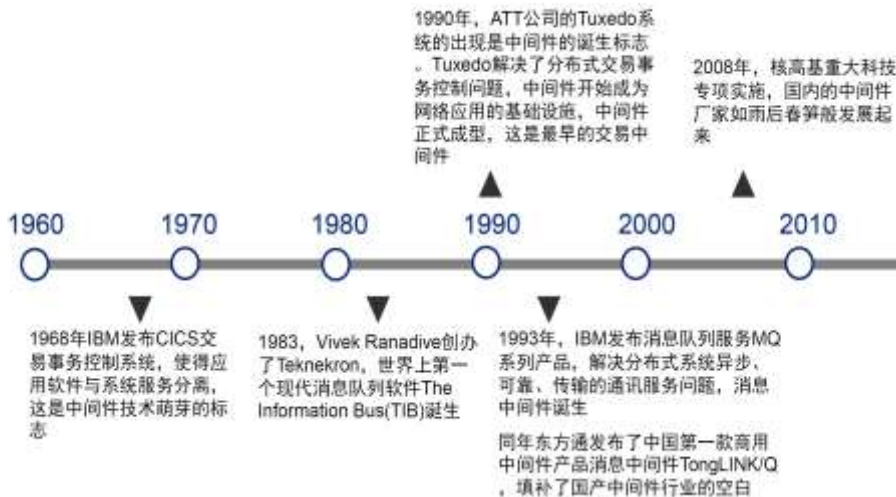 1990年，ATT公司的Tuxedo系
统的出现是中间件的诞生标志
。Tuxedo解决了分布式交易事
务控制问题，中间件开始成为
网络应用的基础设施，中间件
正式成型，这是最早的交易中
间件
2008年，核高基重大科技
专项实施，国内的中间件
厂家如雨后春笋般发展起
来
1960
1970
1980
1990
2000
2010
1968年IBM发布CICS交
易事务控制系统，使得应
用软件与系统服务分离，
这是中间件技术萌芽的标
志
1983，Vivek Ranadive创办
了Teknekron，世界上第一
个现代消息队列软件The
Information Bus(TIB)诞生
1993年，IBM发布消息队列服务MQ
系列产品，解决分布式系统异步、
可靠、传输的通讯服务问题，消息
中间件诞生
同年东方通发布了中国第一款商用
中间件产品消息中间件TongLINK/Q
，填补了国产中间件行业的空白